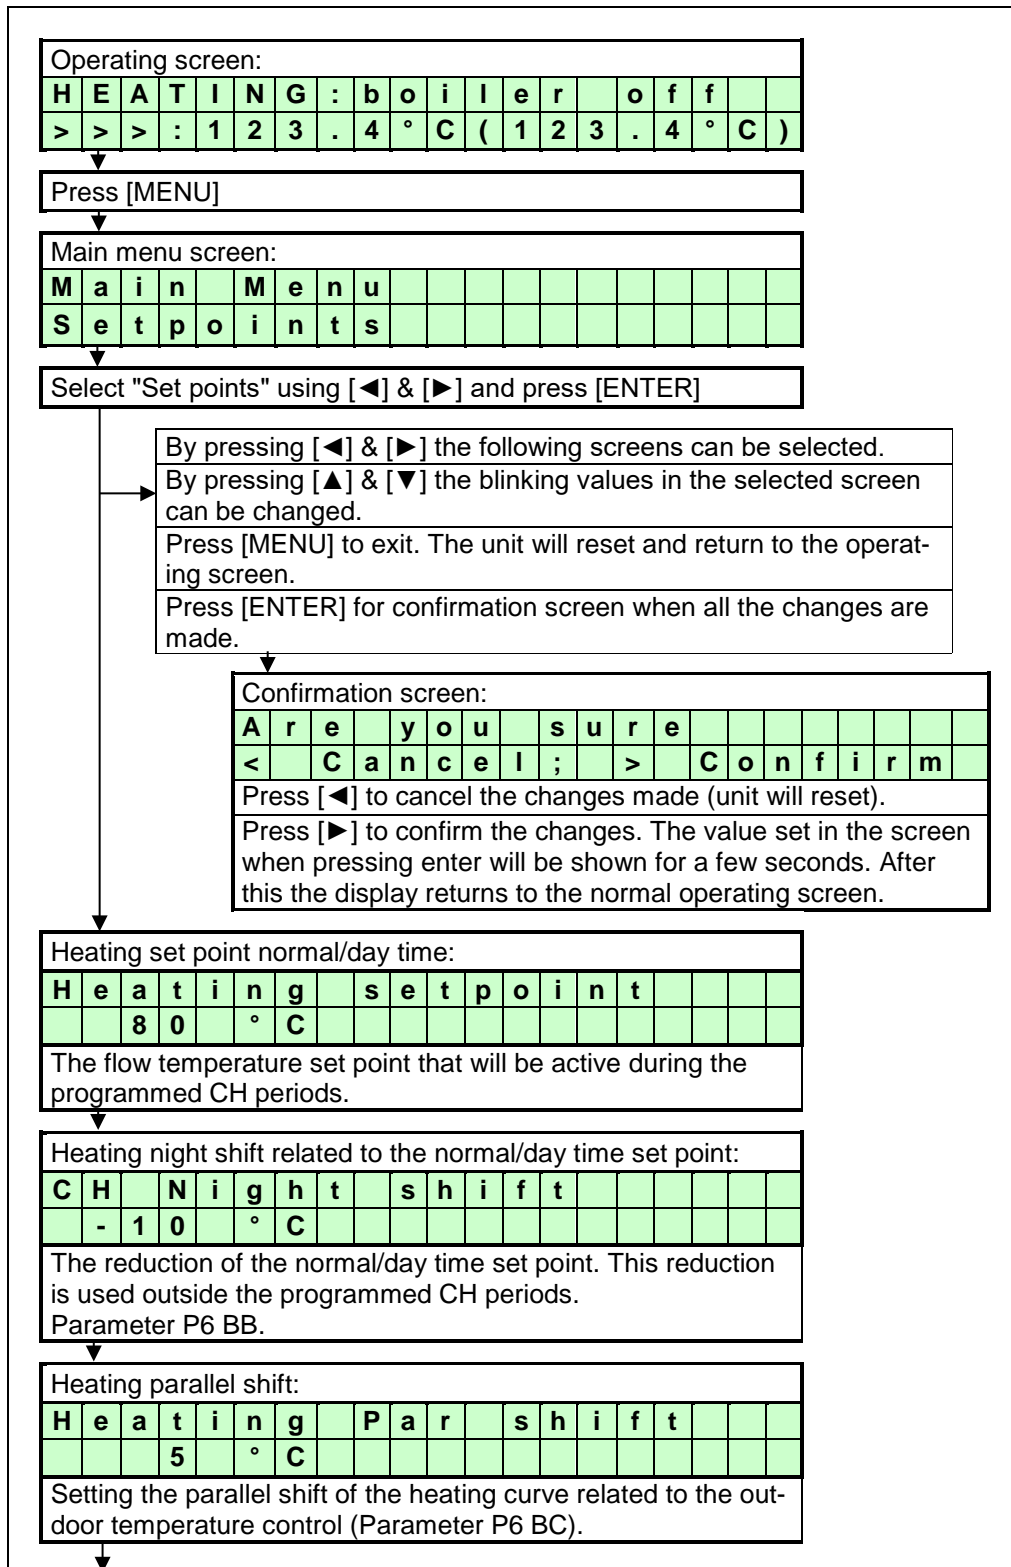 Operating screen:
HEATING:boiler off
>>>:123.4°C(123.4°C)
Press [MENU]
Main menu screen:
Main Menu
Setpoints
Select "Set points" using [◄] & [►] and press [ENTER]
By pressing [◄] & [►] the following screens can be selected.
By pressing [▲] & [▼] the blinking values in the selected screen
can be changed.
Press [MENU] to exit. The unit will reset and return to the operat-
ing screen.
Press [ENTER] for confirmation screen when all the changes are
made.
Confirmation screen:
Are you sure
< Cancel; > Confirm
Press [◄] to cancel the changes made (unit will reset).
Press [►] to confirm the changes. The value set in the screen
when pressing enter will be shown for a few seconds. After
this the display returns to the normal operating screen.
Heating set point normal/day time:
Heating setpoint
80 °C
The flow temperature set point that will be active during the
programmed CH periods.
Heating night shift related to the normal/day time set point:
CH Night shift
-10 °C
The reduction of the normal/day time set point. This reduction
is used outside the programmed CH periods.
Parameter P6 BB.
Heating parallel shift:
Heating Par shift
5 °C
Setting the parallel shift of the heating curve related to the out-
door temperature control (Parameter P6 BC).